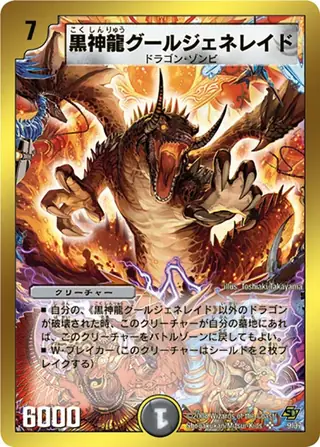 7
こくしんりゅう
黒神龍グールジェネレイド
ドラゴン・ゾンビ
illus. Toshiaki Takayama
クリーチャー
■ 自分の、《黒神龍グールジェネレイド》以外のドラゴン
が破壊された時、このクリーチャーが自分の墓地にあれ
ば、このクリーチャーをバトルゾーンに戻してもよい。
■ W・ブレイカー(このクリーチャーはシールドを2枚ブ
レイクする)
6000